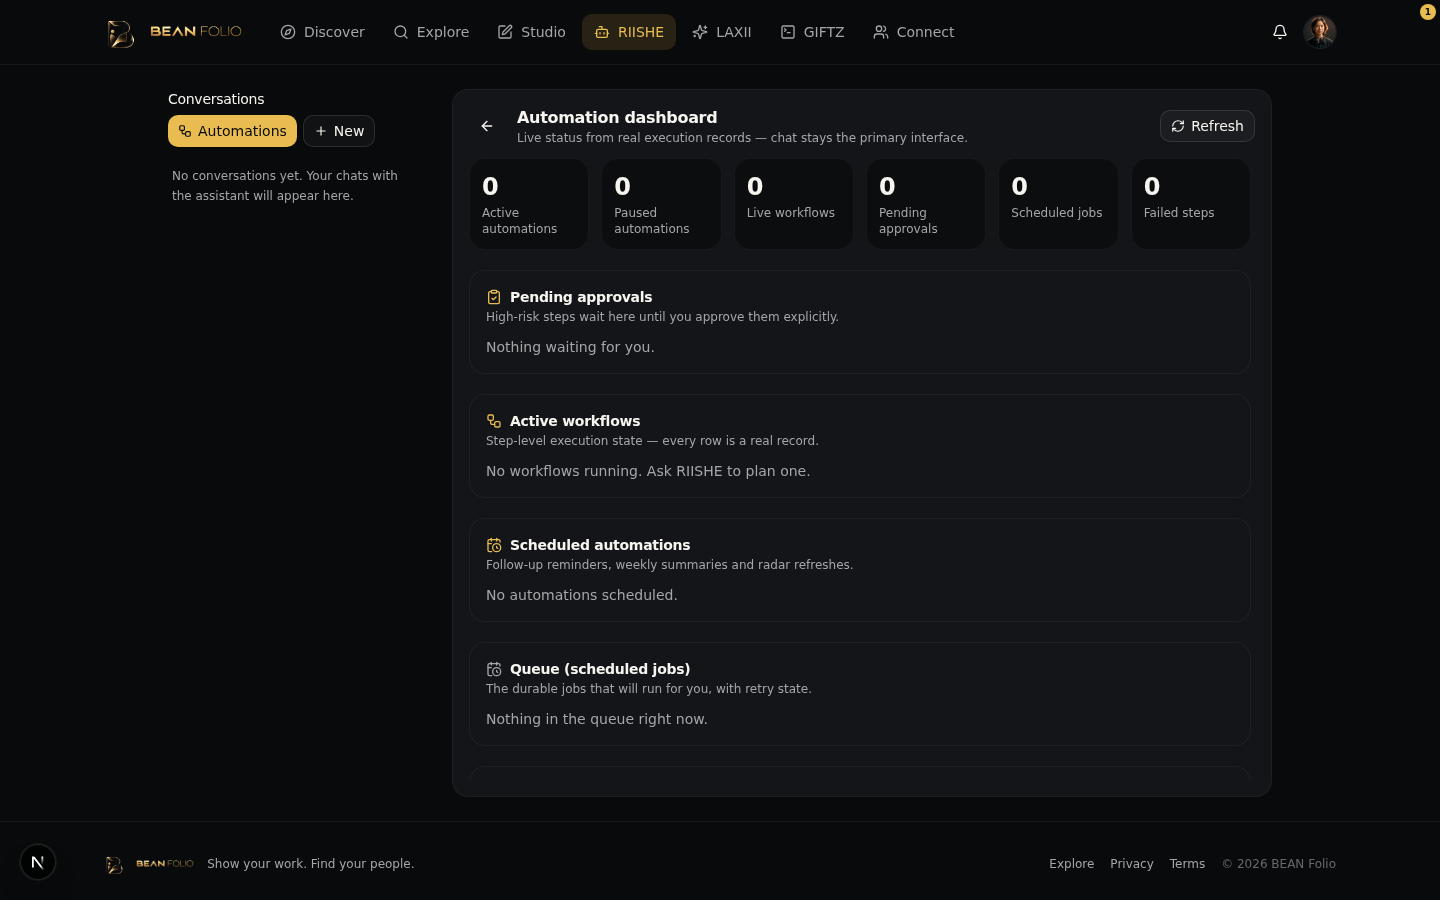 BEAN FOLIO
Discover
Explore
Studio
RIISHE
LAXII
GIFTZ
Connect
1
Conversations
Automations
New
No conversations yet. Your chats with
the assistant will appear here.
Automation dashboard
Live status from real execution records — chat stays the primary interface.
Refresh
0
Active
automations
0
Paused
automations
0
Live workflows
0
Pending
approvals
0
Scheduled jobs
0
Failed steps
Pending approvals
High-risk steps wait here until you approve them explicitly.
Nothing waiting for you.
Active workflows
Step-level execution state — every row is a real record.
No workflows running. Ask RIISHE to plan one.
Scheduled automations
Follow-up reminders, weekly summaries and radar refreshes.
No automations scheduled.
Queue (scheduled jobs)
The durable jobs that will run for you, with retry state.
Nothing in the queue right now.
N
BEAN FOLIO
Show your work. Find your people.
Explore
Privacy
Terms
© 2026 BEAN Folio